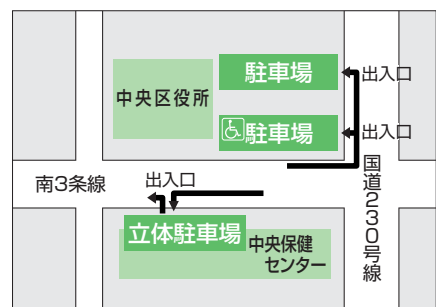 駐車場
出入口
中央区役所
駐車場
出入口
南3条線
出入口
国道230号線
立体駐車場
中央保健
センター